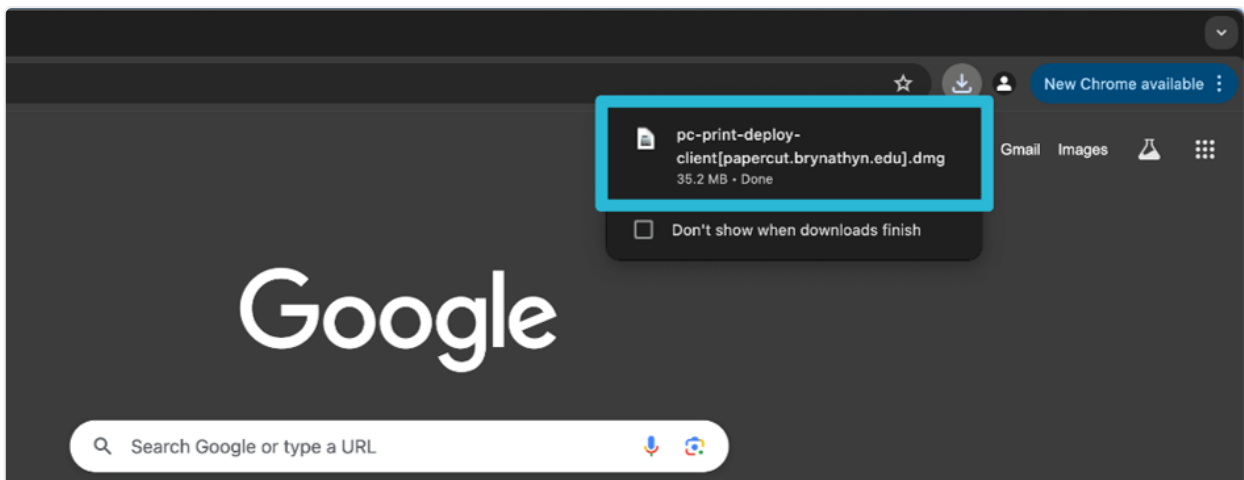 New Chrome available
pc-print-deploy-
client[papercut.brynathyn.edu].dmg
35.2 MB • Done
Gmail Images
Don't show when downloads finish
Google
Search Google or type a URL